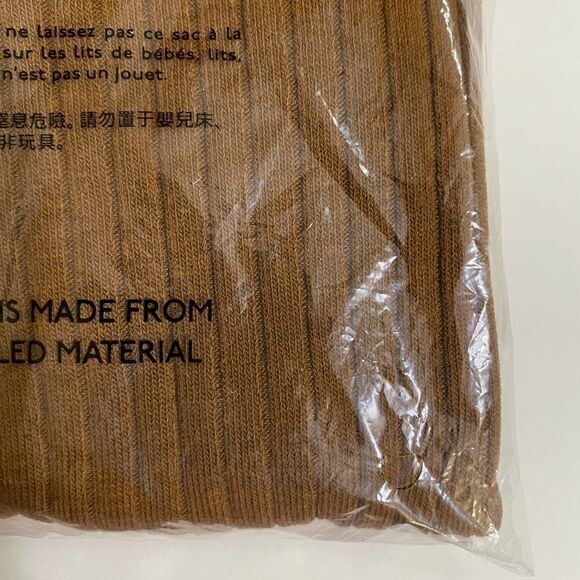 ne laissez pas ce sac à la
sur les lits de bébés, lits,
n'est pas un jouet.
窒息危險。請勿置于嬰兒床、
非玩具。
IS MADE FROM
LED MATERIAL